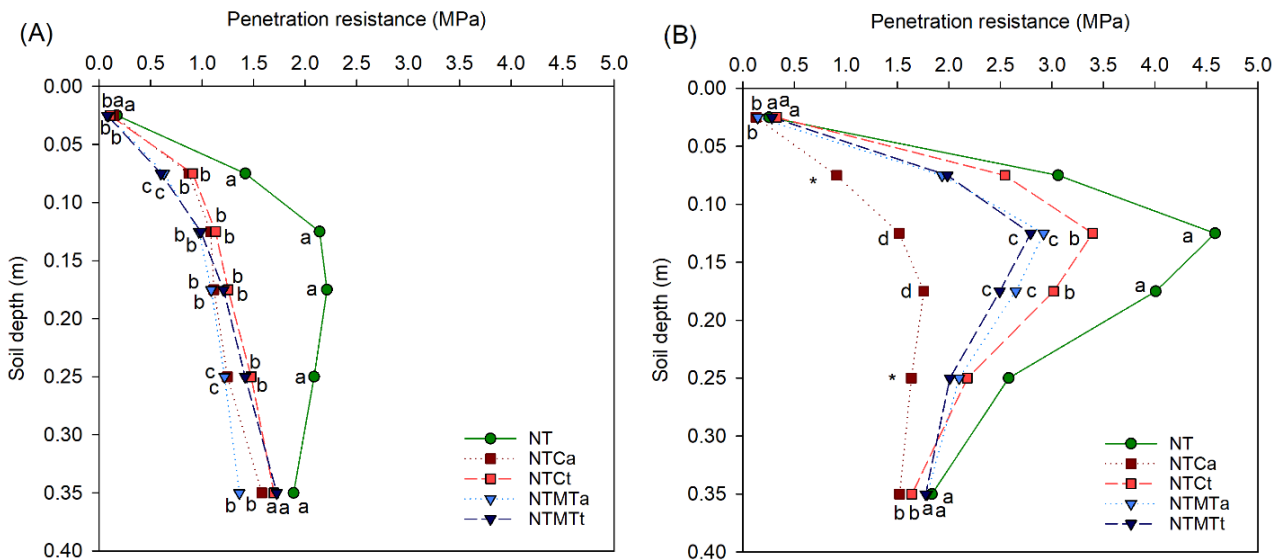 Penetration resistance (MPa)
(A)
0.0 0.5 1.0 1.5 2.0 2.5 3.0 3.5 4.0 4.5 5.0
Soil depth (m)
0.00
ba a
b
b
0.05
b
b
a
c
c
0.10
b
b
b
b
a
0.15
b
b
b
b
a
0.20
b
b
a
c
c
0.25
0.30
0.35
b b a a a
0.40
NT
NTCa
NTCt
NTMTa
NTMTt
Penetration resistance (MPa)
(B)
0.0 0.5 1.0 1.5 2.0 2.5 3.0 3.5 4.0 4.5 5.0
Soil depth (m)
0.00
b a a
a
b
0.05
*
0.10
d c c b a
0.15
d c c b a
0.20
*
0.25
0.30
0.35
b b a a
a
0.40
NT
NTCa
NTCt
NTMTa
NTMTt